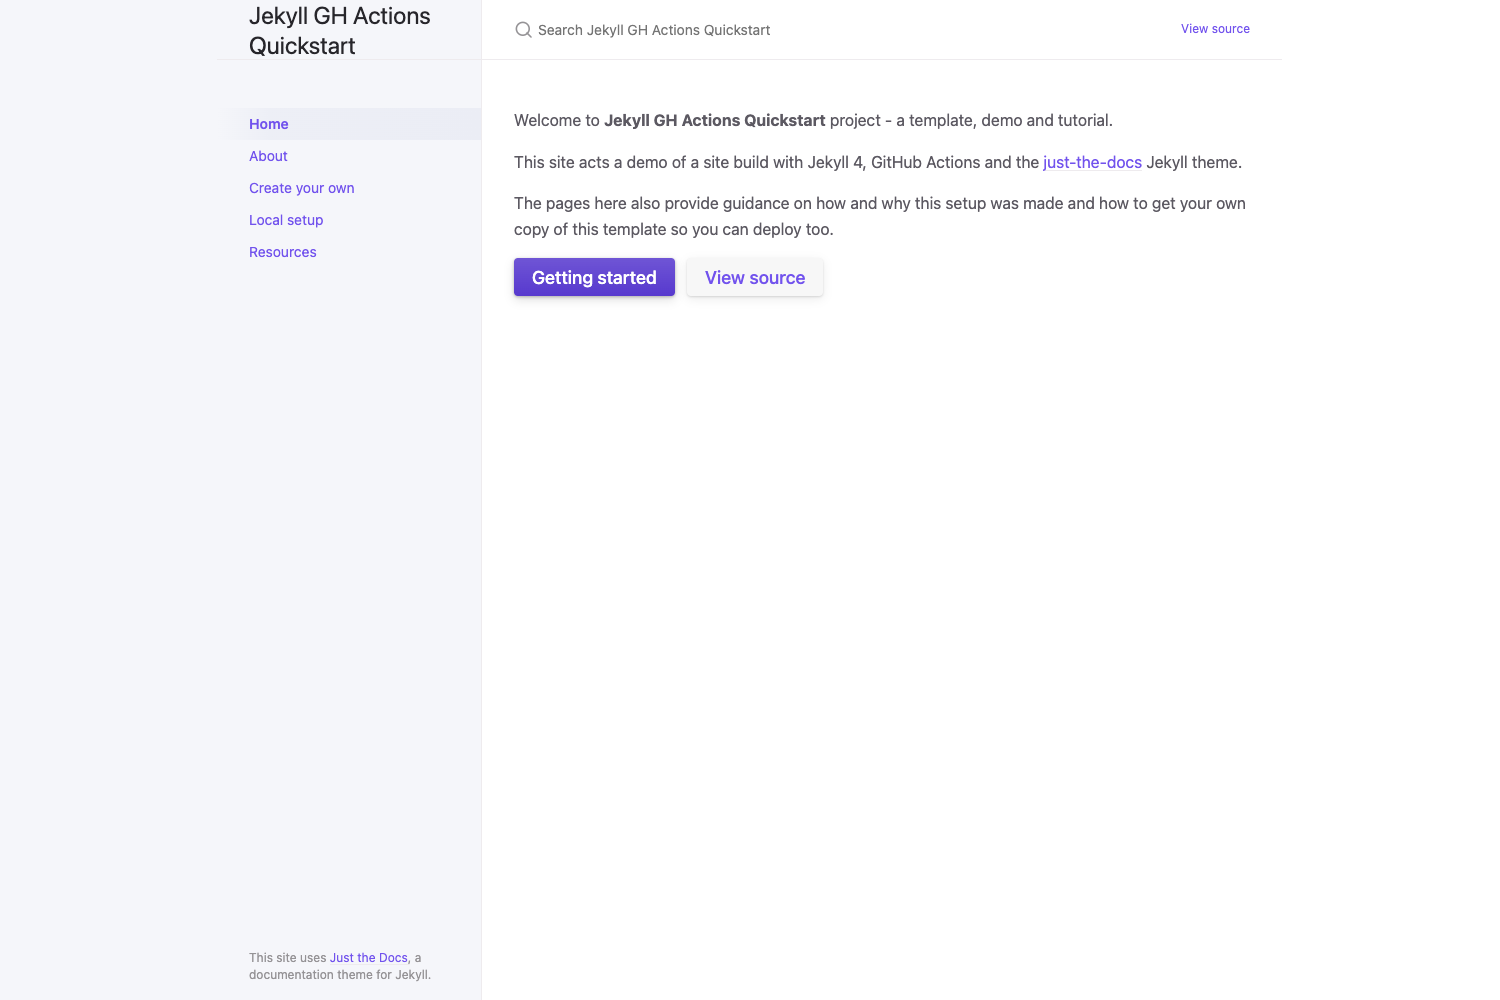 Jekyll GH Actions
Quickstart
Search Jekyll GH Actions Quickstart
View source
Home
About
Create your own
Local setup
Resources
Welcome to Jekyll GH Actions Quickstart project - a template, demo and tutorial.
This site acts a demo of a site build with Jekyll 4, GitHub Actions and the just-the-docs Jekyll theme.
The pages here also provide guidance on how and why this setup was made and how to get your own
copy of this template so you can deploy too.
Getting started
View source
This site uses Just the Docs, a
documentation theme for Jekyll.